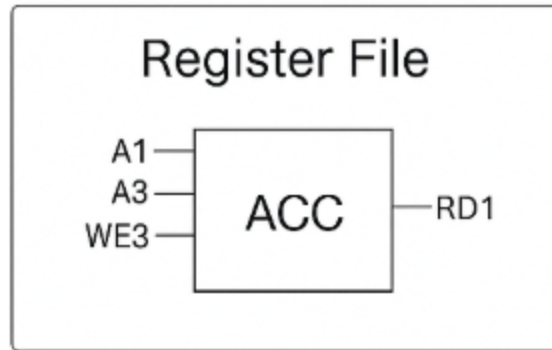 Register File
A1
A3
WE3
ACC
RD1